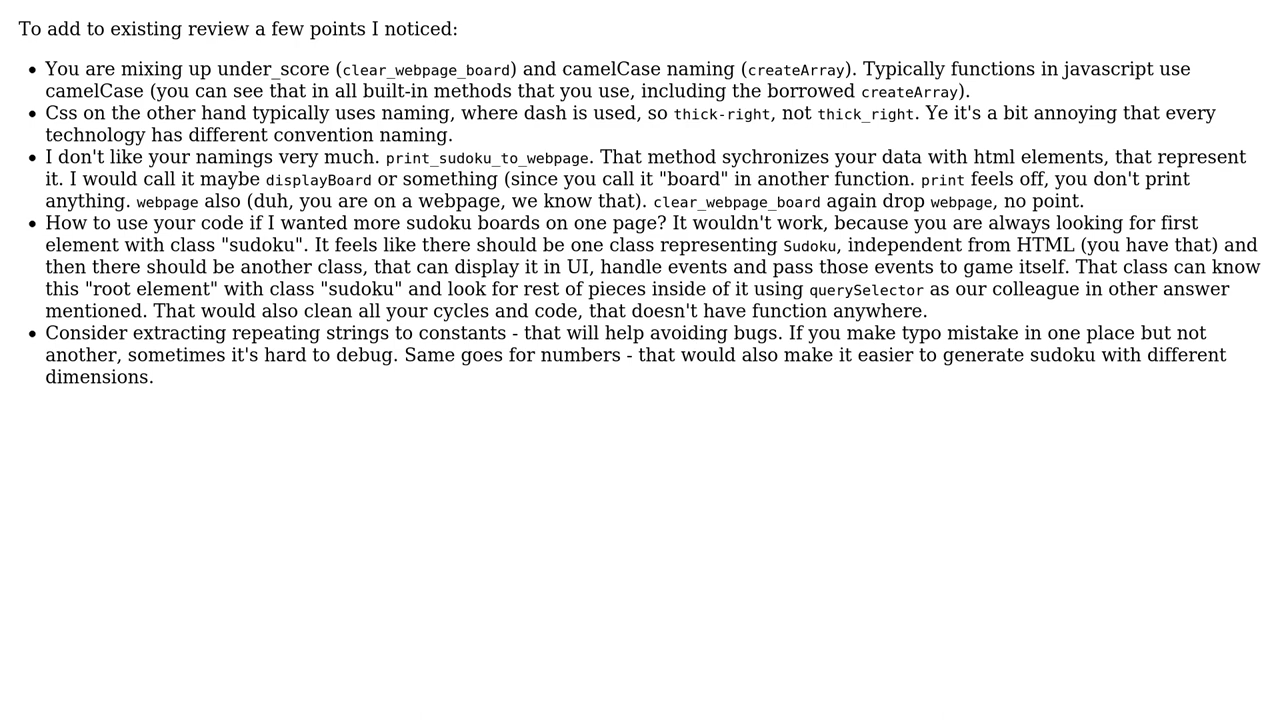 To add to existing review a few points I noticed:
• You are mixing up under_score (clear_webpage_board) and camelCase naming (createArray). Typically functions in javascript use
camelCase (you can see that in all built-in methods that you use, including the borrowed createArray).
• Css on the other hand typically uses naming, where dash is used, so thick-right, not thick_right. Ye it's a bit annoying that every
technology has different convention naming.
• I don't like your namings very much. print_sudoku_to_webpage. That method sychronizes your data with html elements, that represent
it. I would call it maybe displayBoard or something (since you call it "board" in another function. print feels off, you don't print
anything. webpage also (duh, you are on a webpage, we know that). clear_webpage_board again drop webpage, no point.
• How to use your code if I wanted more sudoku boards on one page? It wouldn't work, because you are always looking for first
element with class "sudoku". It feels like there should be one class representing Sudoku, independent from HTML (you have that) and
then there should be another class, that can display it in UI, handle events and pass those events to game itself. That class can know
this "root element" with class "sudoku" and look for rest of pieces inside of it using querySelector as our colleague in other answer
mentioned. That would also clean all your cycles and code, that doesn't have function anywhere.
• Consider extracting repeating strings to constants - that will help avoiding bugs. If you make typo mistake in one place but not
another, sometimes it's hard to debug. Same goes for numbers - that would also make it easier to generate sudoku with different
dimensions.